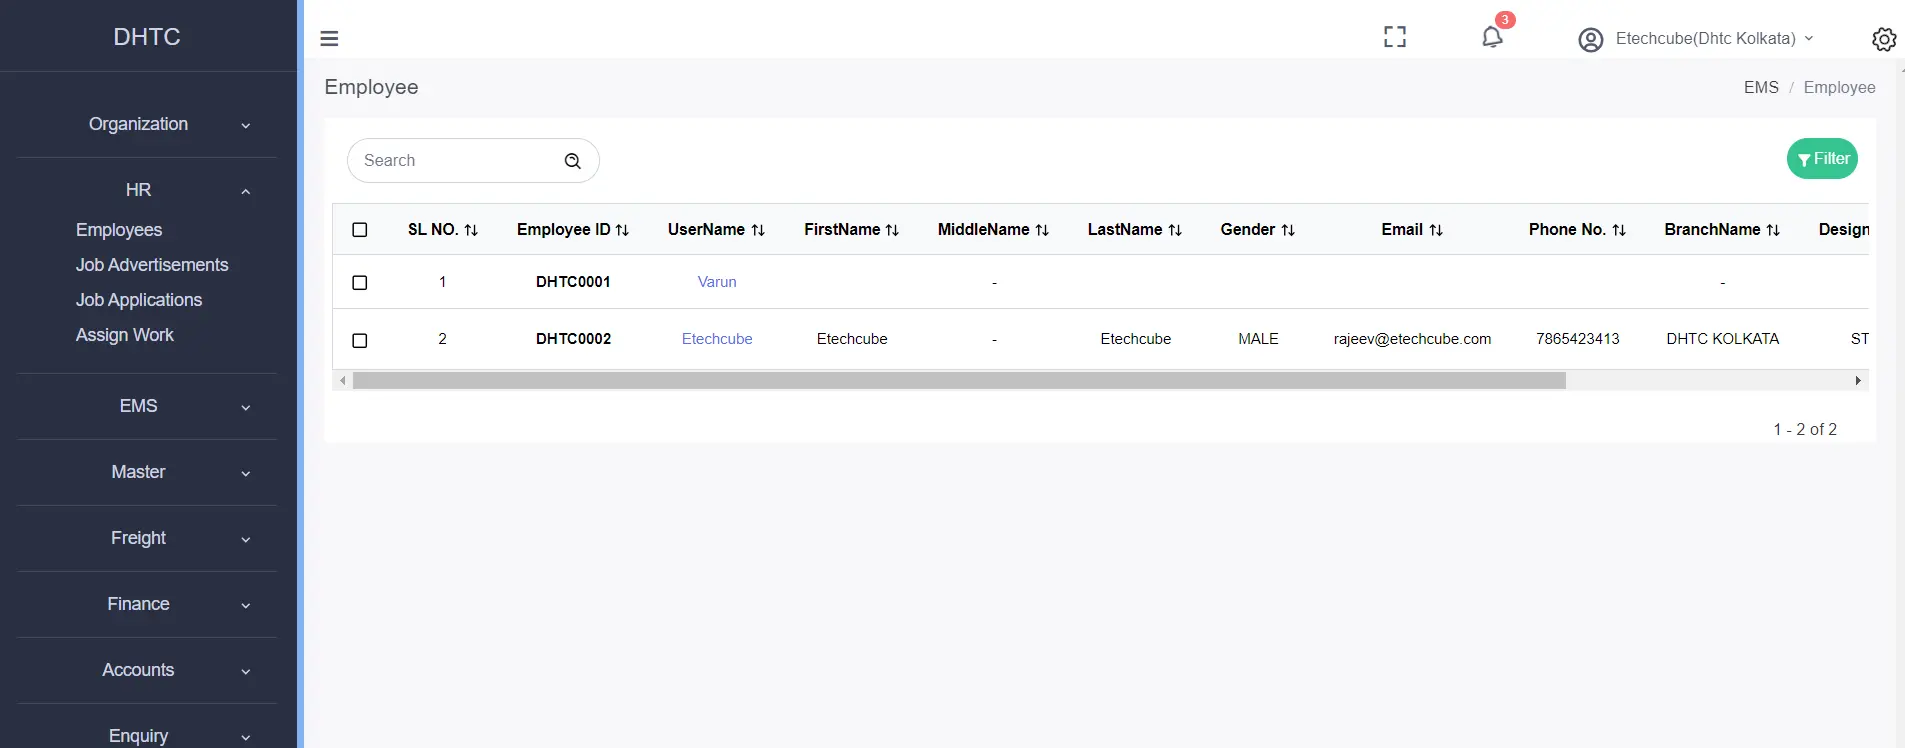 DHTC
Organization
HR
Employees
Job Advertisements
Job Applications
Assign Work
EMS
Master
Freight
Finance
Accounts
Enquiry
3
Etechcube(Dhtc Kolkata)
Employee
EMS / Employee
Search
Filter
SL NO. Employee ID UserName FirstName MiddleName LastName Gender Email Phone No. BranchName Design
1 DHTC0001 Varun - -
2 DHTC0002 Etechcube Etechcube - Etechcube MALE rajeev@etechcube.com 7865423413 DHTC KOLKATA ST
1 - 2 of 2